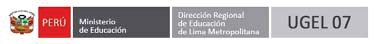 PERÚ
Ministerio
de Educación
Dirección Regional
de Educación
de Lima Metropolitana
UGEL 07